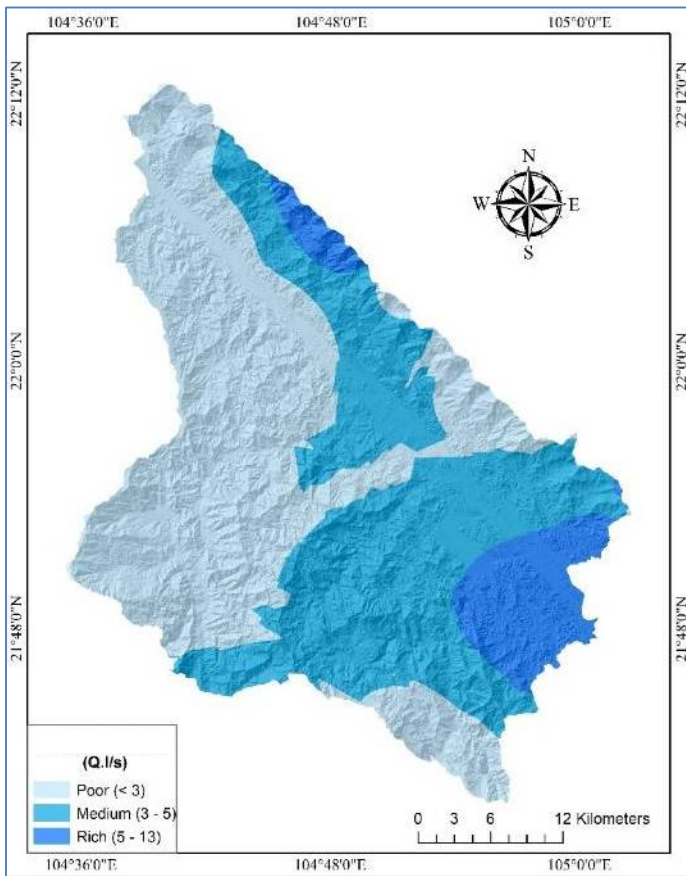 104°36'0"E 104°48'0"E 105°0'0"E
22°12'0"N 22°12'0"N
N
W E
S
22°0'0"N 22°0'0"N
21°48'0"N 21°48'0"N
(Q.l/s)
Poor (< 3)
Medium (3 - 5)
Rich (5 - 13)
0 3 6 12 Kilometers
104°36'0"E 104°48'0"E 105°0'0"E